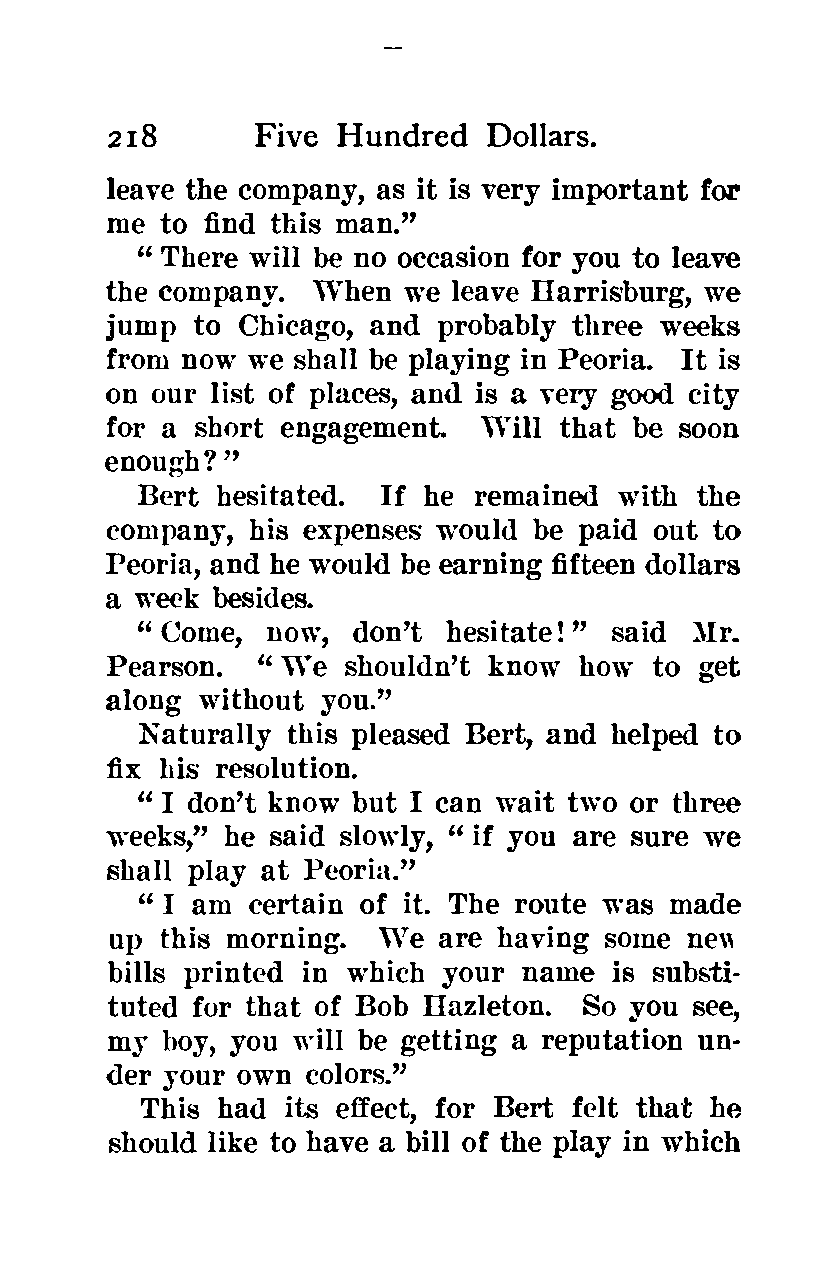 218 Five Hundred Dollars.
leave the company, as it is very important for
me to find this man.”
“ There will be no occasion for you to leave
the company. When we leave Harrisburg, we
jump to Chicago, and probably three weeks
from now we shall be playing in Peoria. It is
on our list of places, and is a very good city
for a short engagement. Will that be soon
enough? ”
Bert hesitated. If he remained with the
company, his expenses would be paid out to
Peoria, and he would be earning fifteen dollars
a week besides.
“ Come, now, don’t hesitate! ” said Mr.
Pearson. “ We shouldn’t know how to get
along without you.”
Naturally this pleased Bert, and helped to
fix his resolution.
“ I don’t know but I can wait two or three
weeks,” he said slowly, “ if you are sure we
shall play at Peoria.”
“ I am certain of it. The route was made
up this morning. We are having some new
bills printed in which your name is substi-
tuted for that of Bob Hazleton. So you see,
my boy, you will be getting a reputation un-
der your own colors.”
This had its effect, for Bert felt that he
should like to have a bill of the play in which